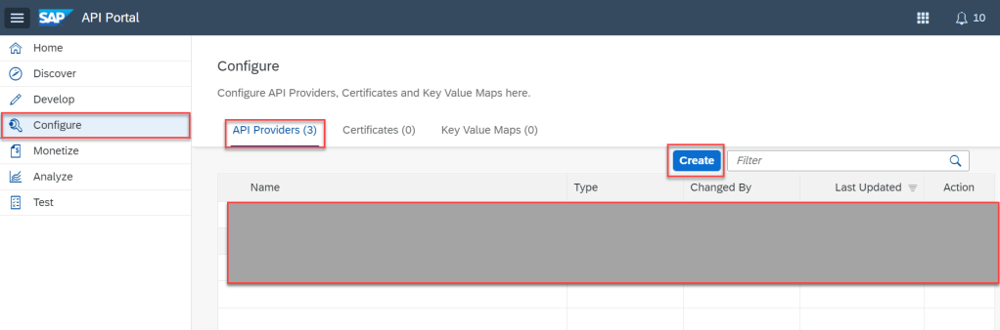 SAP API Portal 10
Home
Discover
Develop
Configure
Monetize
Analyze
Test
Configure
Configure API Providers, Certificates and Key Value Maps here.
API Providers (3) Certificates (0) Key Value Maps (0)
Create Filter
Name Type Changed By Last Updated Action